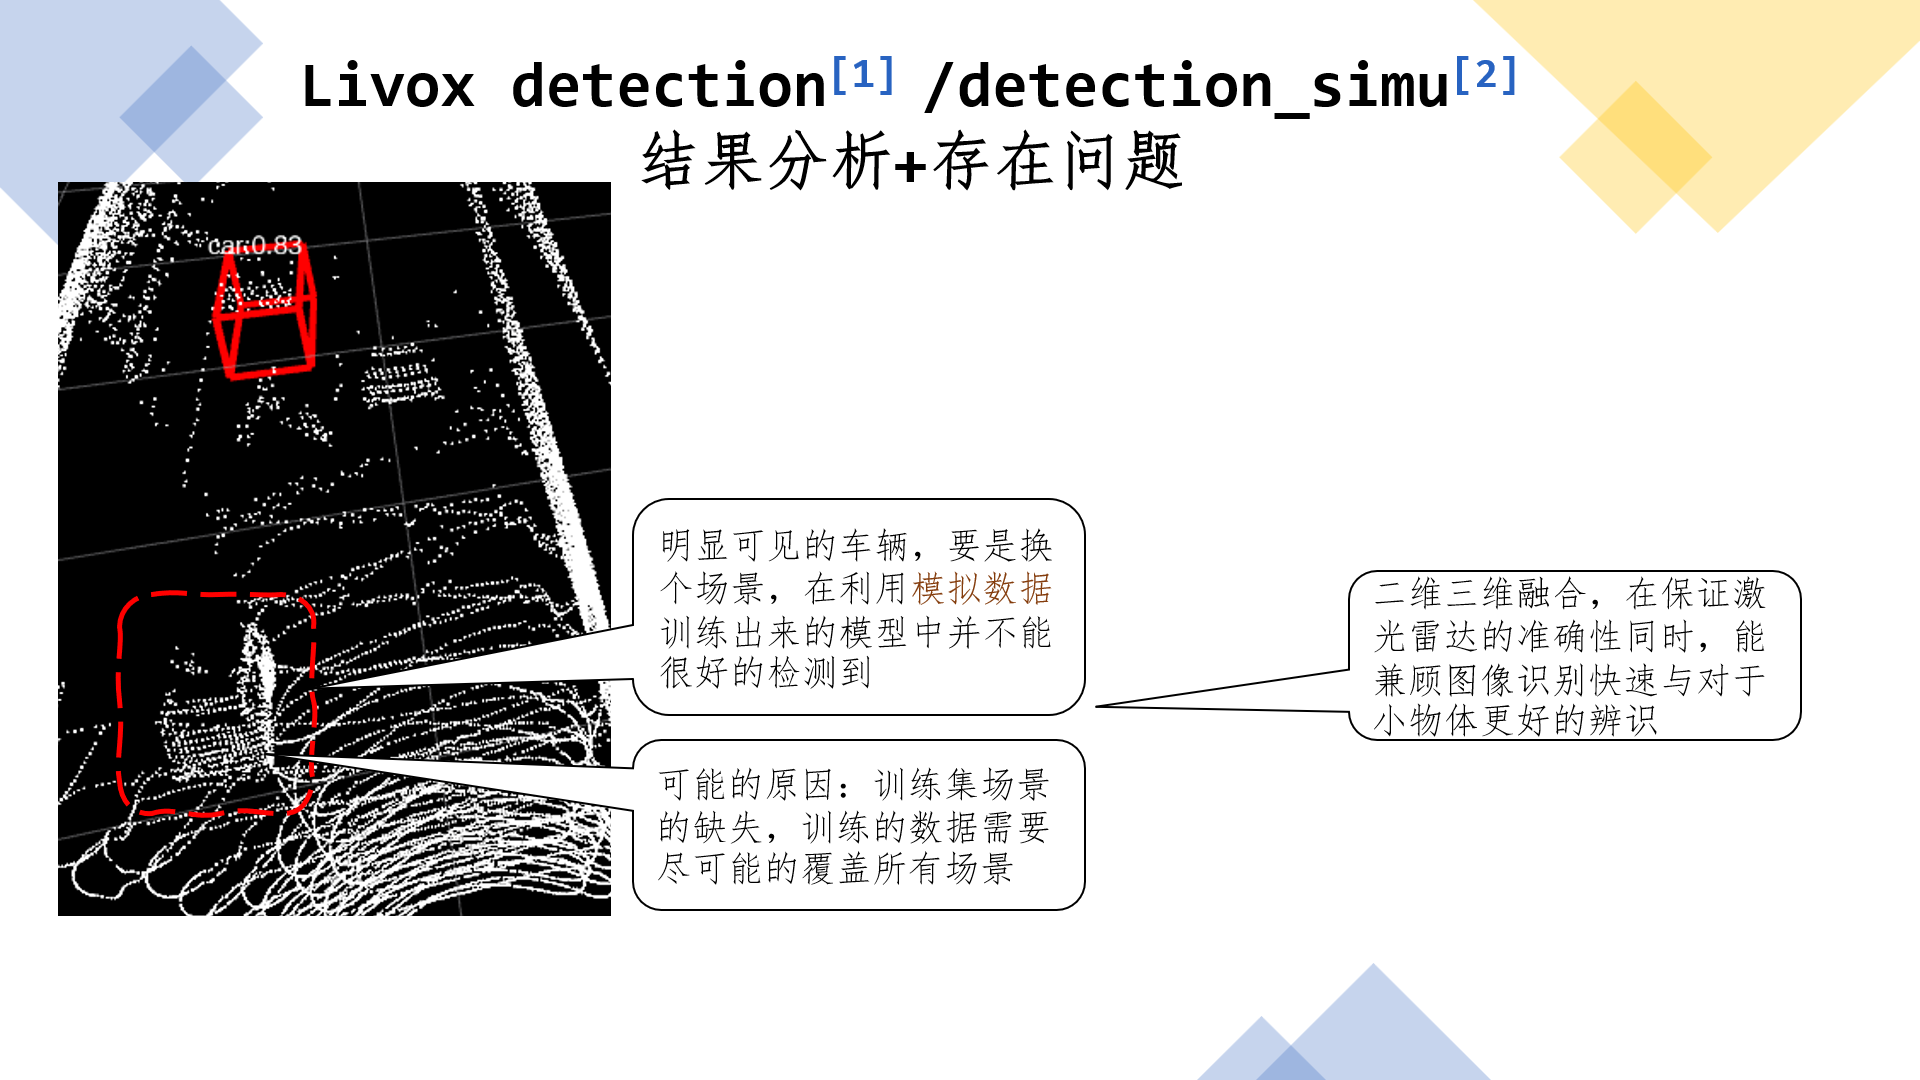 Livox detection[1] /detection_simu[2]
结果分析+存在问题
car:0.83
明显可见的车辆，要是换
个场景，在利用模拟数据
训练出来的模型中并不能
很好的检测到
可能的原因：训练集场景
的缺失，训练的数据需要
尽可能的覆盖所有场景
二维三维融合，在保证激
光雷达的准确性同时，能
兼顾图像识别快速与对于
小物体更好的辨识